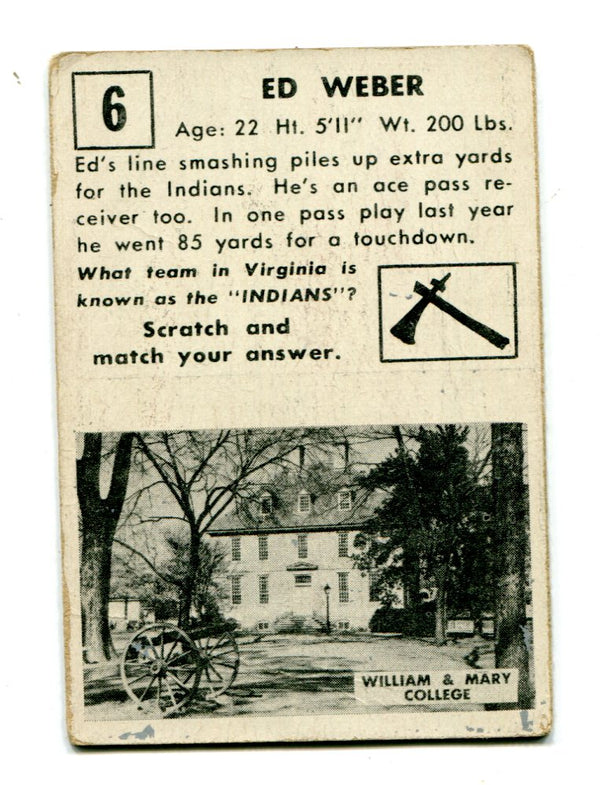 6
ED WEBER
Age: 22 Ht. 5'11" Wt. 200 Lbs.
Ed's line smashing piles up extra yards
for the Indians. He's an ace pass re-
ceiver too. In one pass play last year
he went 85 yards for a touchdown.
What team in Virginia is
known as the "INDIANS"?
Scratch and
match your answer.
WILLIAM & MARY
COLLEGE